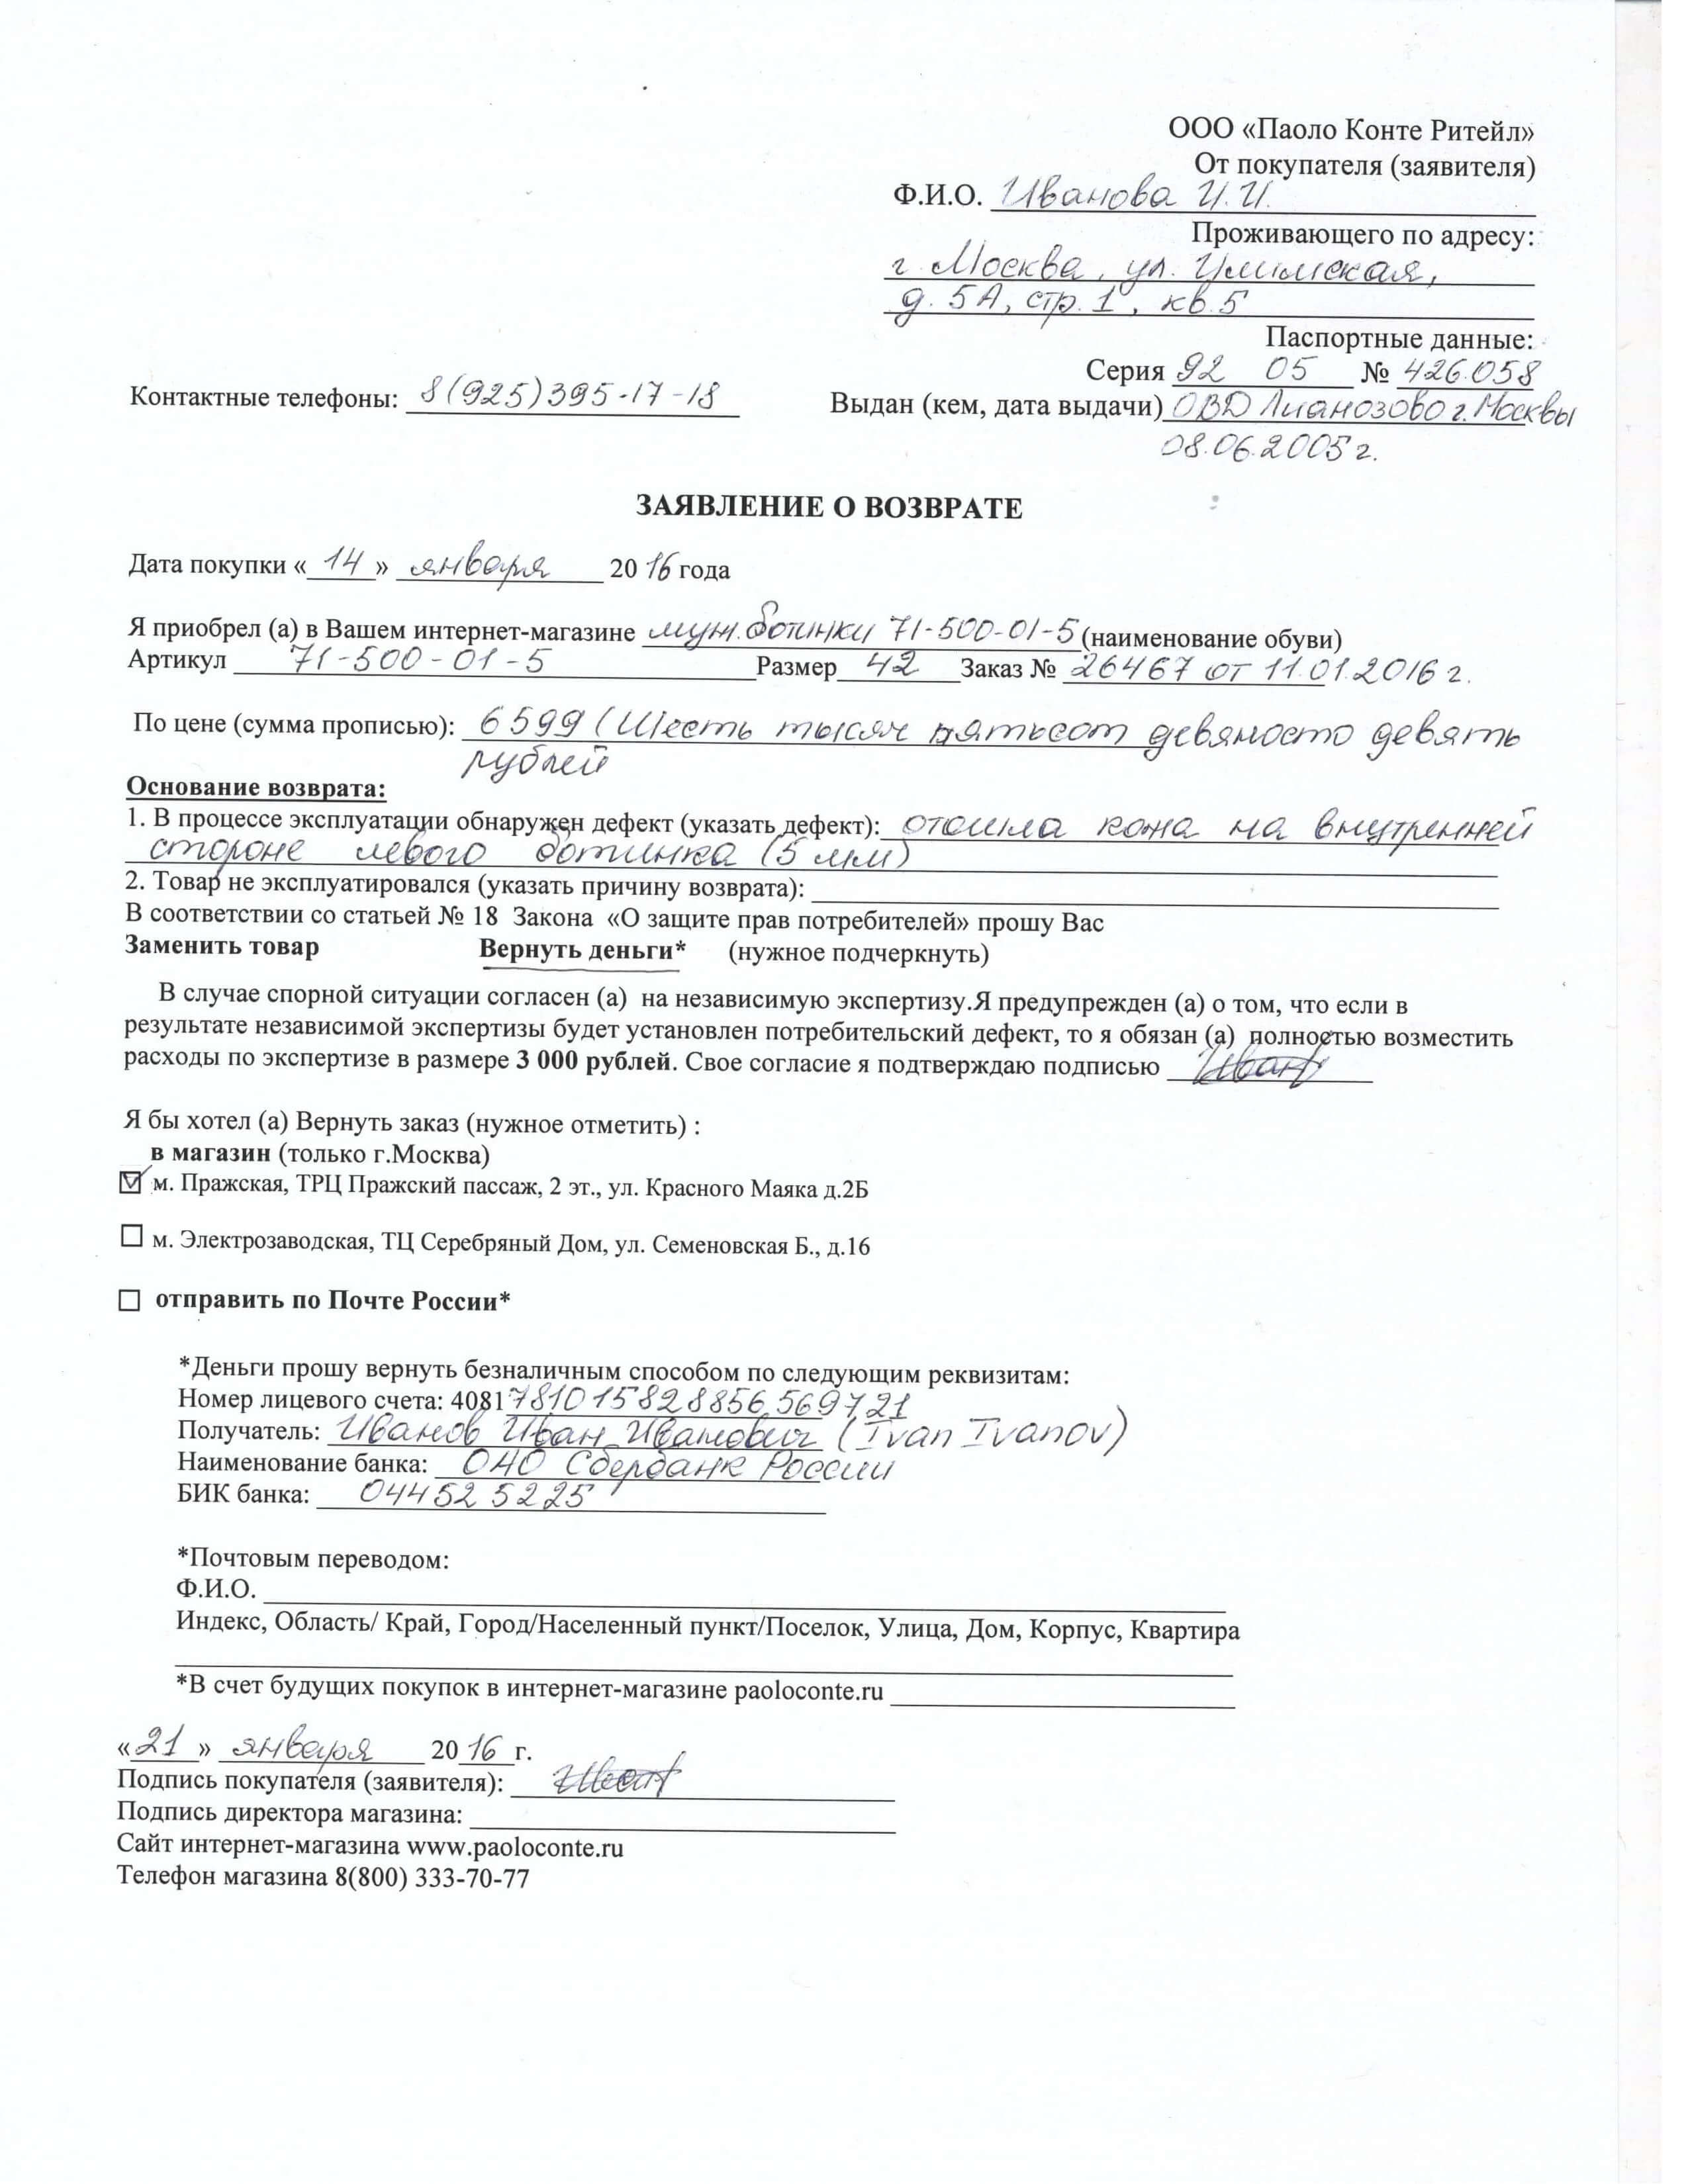 ООО «Паоло Конте Ритейл»
От покупателя (заявителя)
Ф.И.О. Иванова И.И.
Проживающего по адресу:
г. Москва, ул. Илимская,
д. 5А, стр. 1, кв. 5
Паспортные данные:
Серия 92 05 № 426058
Контактные телефоны: 8(925)395-17-18 Выдан (кем, дата выдачи) ОВД Лианозово г. Москвы
08.06.2005 г.
ЗАЯВЛЕНИЕ О ВОЗВРАТЕ
Дата покупки «14» января 2016 года
Я приобрел (а) в Вашем интернет-магазине муж. ботинки 71-500-01-5 (наименование обуви)
Артикул 71-500-01-5 Размер 42 Заказ № 26467 от 11.01.2016 г.
По цене (сумма прописью): 6599 (Шесть тысяч пятьсот девяносто девять
рублей
Основание возврата:
1. В процессе эксплуатации обнаружен дефект (указать дефект): отошла кожа на внутренней
стороне левого ботинка (5 мм)
2. Товар не эксплуатировался (указать причину возврата):
В соответствии со статьей № 18 Закона «О защите прав потребителей» прошу Вас
Заменить товар Вернуть деньги* (нужное подчеркнуть)
В случае спорной ситуации согласен (а) на независимую экспертизу.Я предупрежден (а) о том, что если в
результате независимой экспертизы будет установлен потребительский дефект, то я обязан (а) полностью возместить
расходы по экспертизе в размере 3 000 рублей. Свое согласие я подтверждаю подписью
Я бы хотел (а) Вернуть заказ (нужное отметить) :
в магазин (только г.Москва)
м. Пражская, ТРЦ Пражский пассаж, 2 эт., ул. Красного Маяка д.2Б
м. Электрозаводская, ТЦ Серебряный Дом, ул. Семеновская Б., д.16
отправить по Почте России*
*Деньги прошу вернуть безналичным способом по следующим реквизитам:
Номер лицевого счета: 4081781015828856569721
Получатель: Иванов Иван Иванович (Ivan Ivanov)
Наименование банка: ОАО Сбербанк России
БИК банка: 044525225
*Почтовым переводом:
Ф.И.О.
Индекс, Область/ Край, Город/Населенный пункт/Поселок, Улица, Дом, Корпус, Квартира
*В счет будущих покупок в интернет-магазине paoloconte.ru
«21» января 2016 г.
Подпись покупателя (заявителя):
Подпись директора магазина:
Сайт интернет-магазина www.paoloconte.ru
Телефон магазина 8(800) 333-70-77